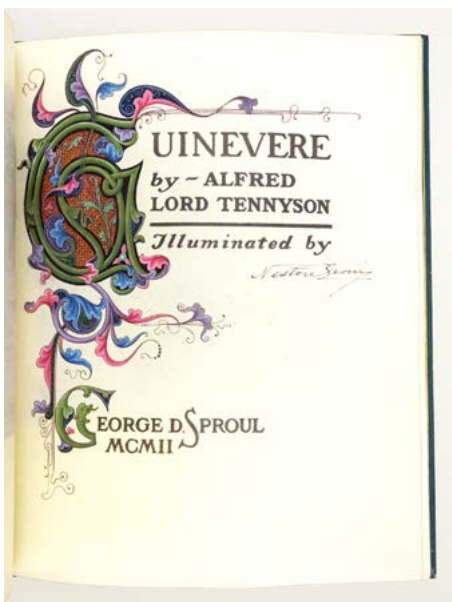 GUINEVERE
by ~ ALFRED
LORD TENNYSON
Illuminated by
GEORGE D. SPROUL
MCMII